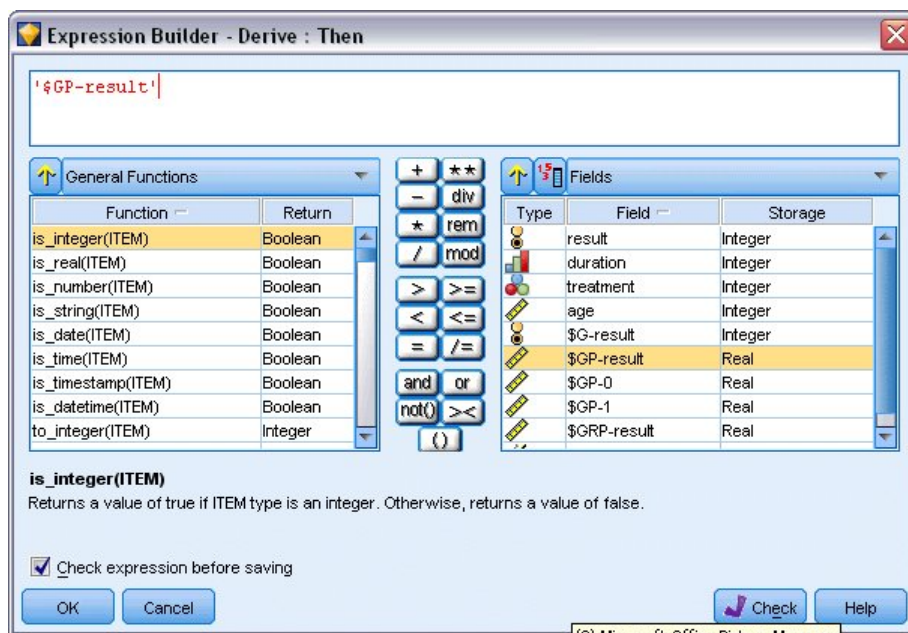 Expression Builder - Derive : Then
'$GP-result'
General Functions
Fields
Function Return
Type Field Storage
is_integer(ITEM) Boolean
is_real(ITEM) Boolean
is_number(ITEM) Boolean
is_string(ITEM) Boolean
is_date(ITEM) Boolean
is_time(ITEM) Boolean
is_timestamp(ITEM) Boolean
is_datetime(ITEM) Boolean
to_integer(ITEM) Integer
+ **
- div
* rem
/ mod
> >=
< <=
= /=
and or
not() ><
()
result Integer
duration Integer
treatment Integer
age Integer
$G-result Integer
$GP-result Real
$GP-0 Real
$GP-1 Real
$GRP-result Real
is_integer(ITEM)
Returns a value of true if ITEM type is an integer. Otherwise, returns a value of false.
Check expression before saving
OK Cancel Check Help